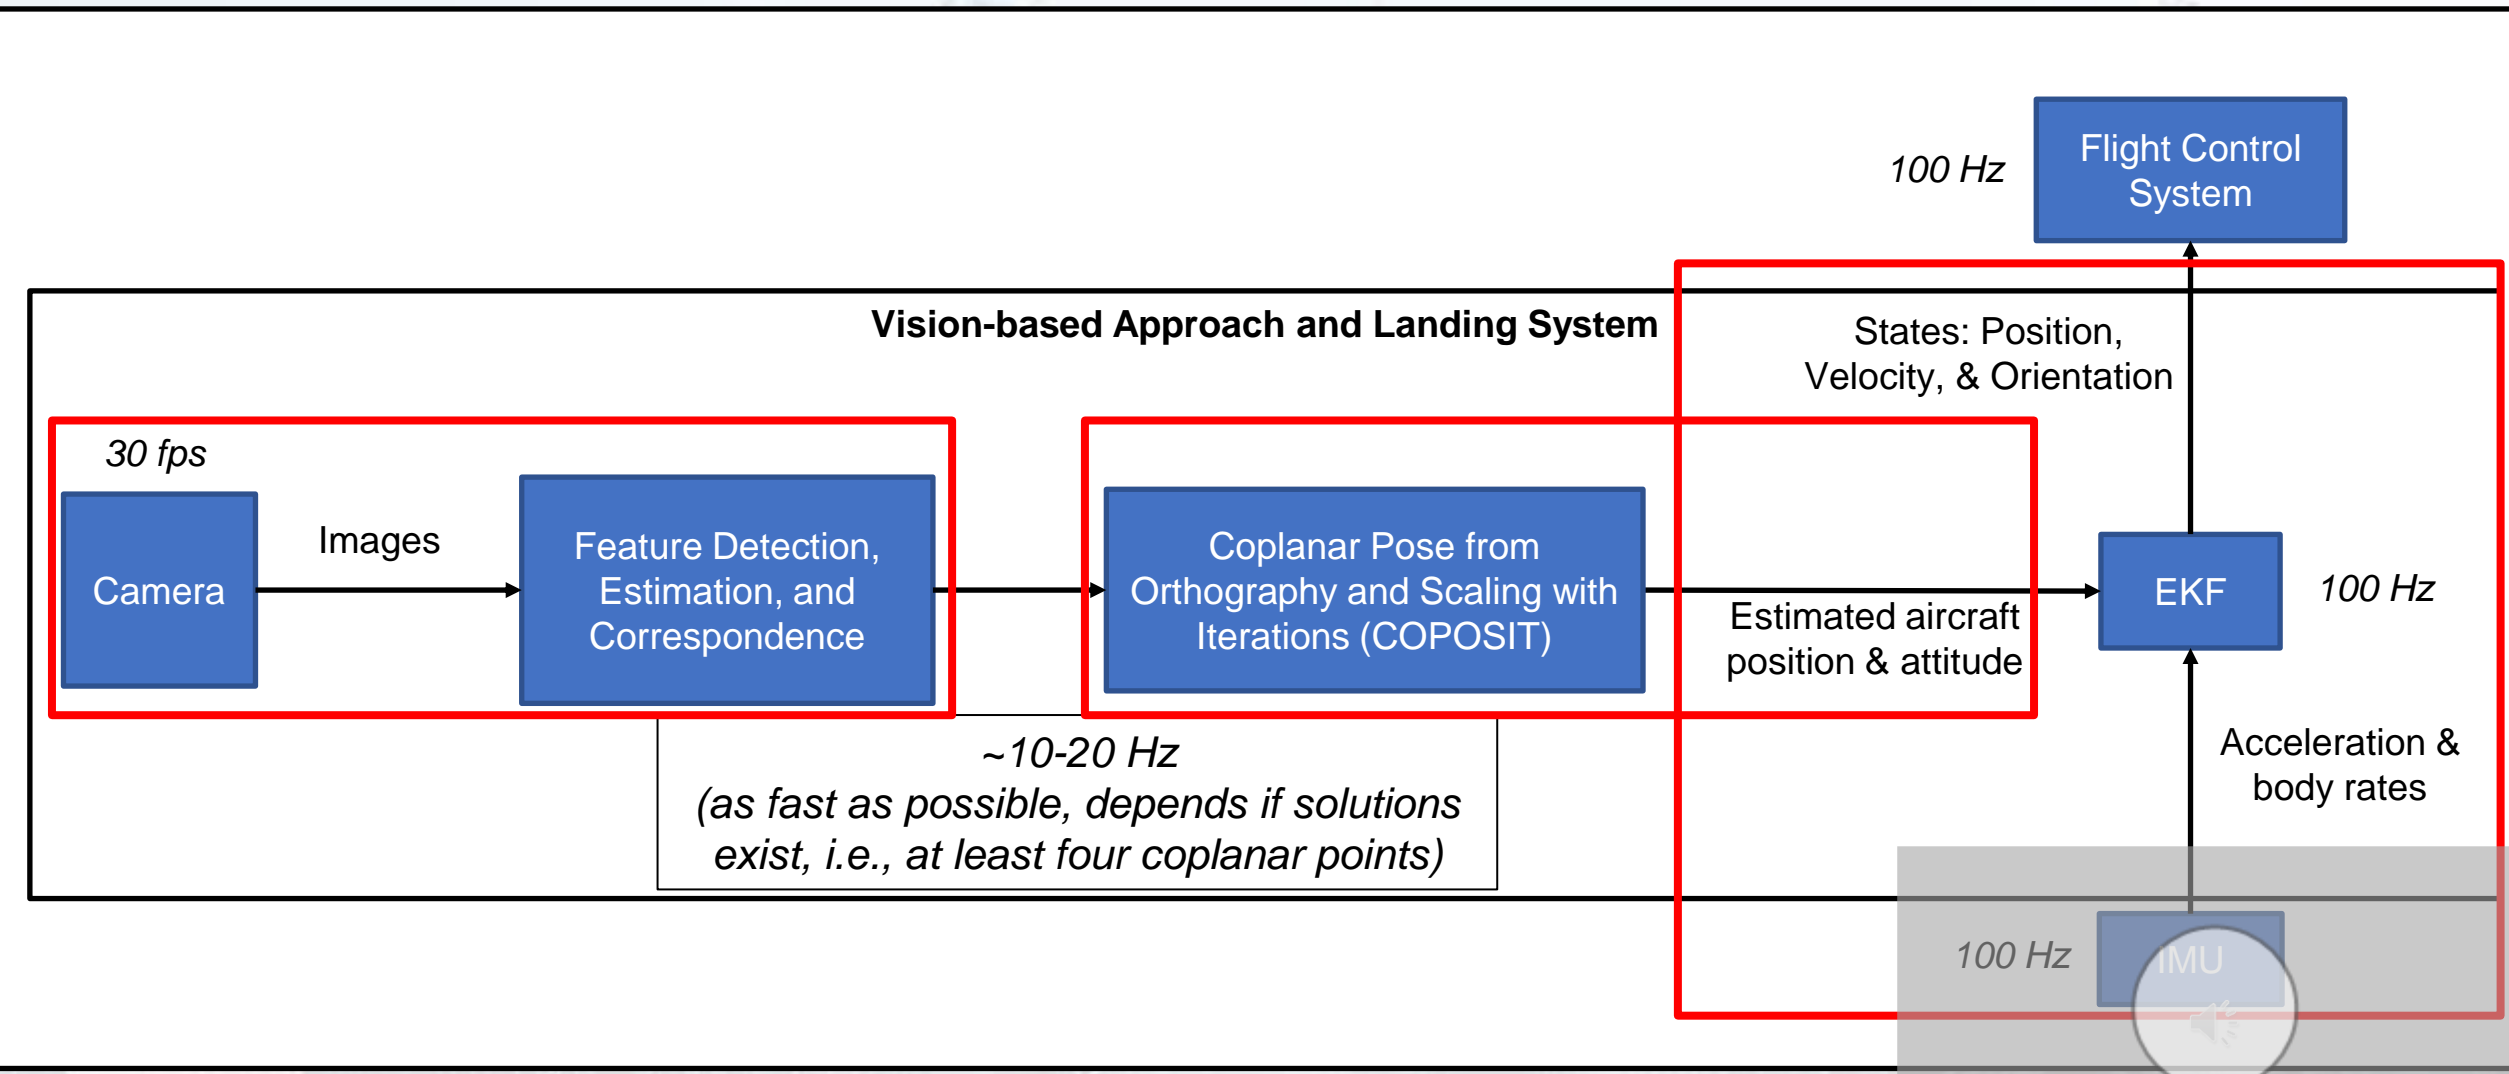 100 Hz
Flight Control
System
Vision-based Approach and Landing System
States: Position,
Velocity, & Orientation
30 fps
Camera
Images
Feature Detection,
Estimation, and
Correspondence
Coplanar Pose from
Orthography and Scaling with
Iterations (COPOSIT)
Estimated aircraft
position & attitude
EKF
100 Hz
~10-20 Hz
(as fast as possible, depends if solutions
exist, i.e., at least four coplanar points)
Acceleration &
body rates
100 Hz
IMU